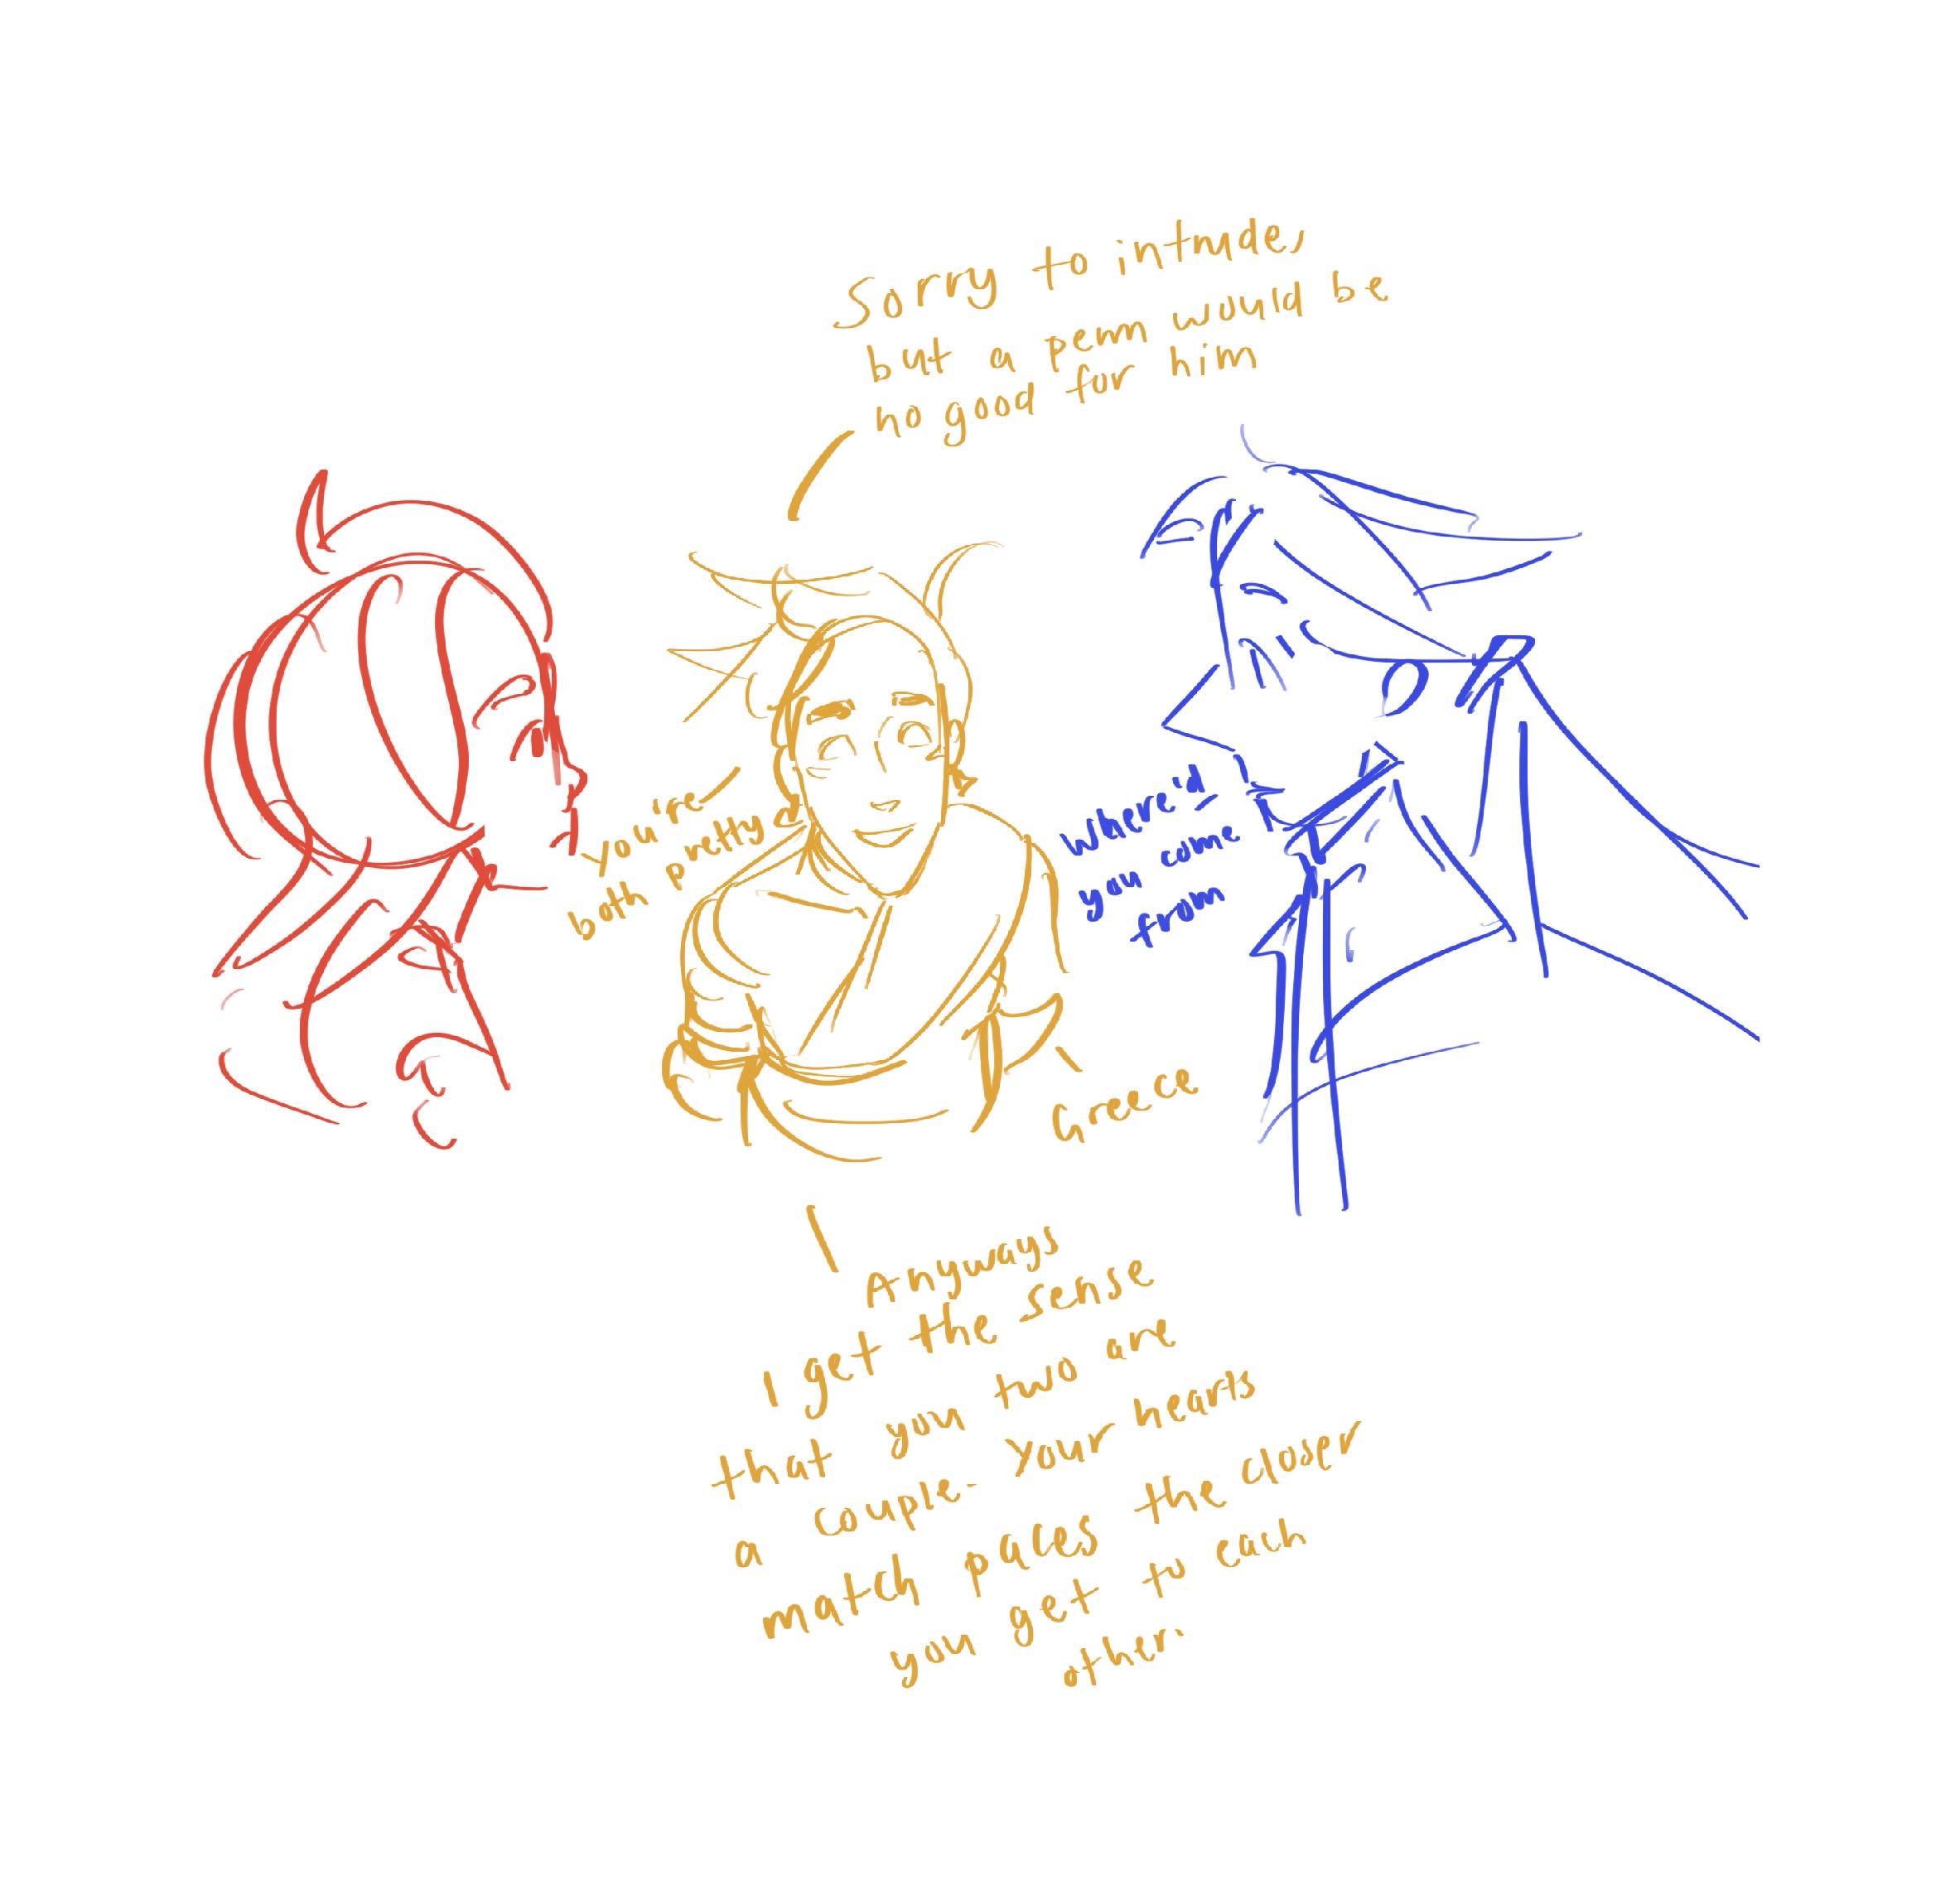 Sorry to intrude,
but a perm would be
no good for him
you're
both pretty
where'd
you come
from
Greece
Anyways
I get the sense
that you two are
a couple. Your hearts
match paces the closer
you get to each
other.